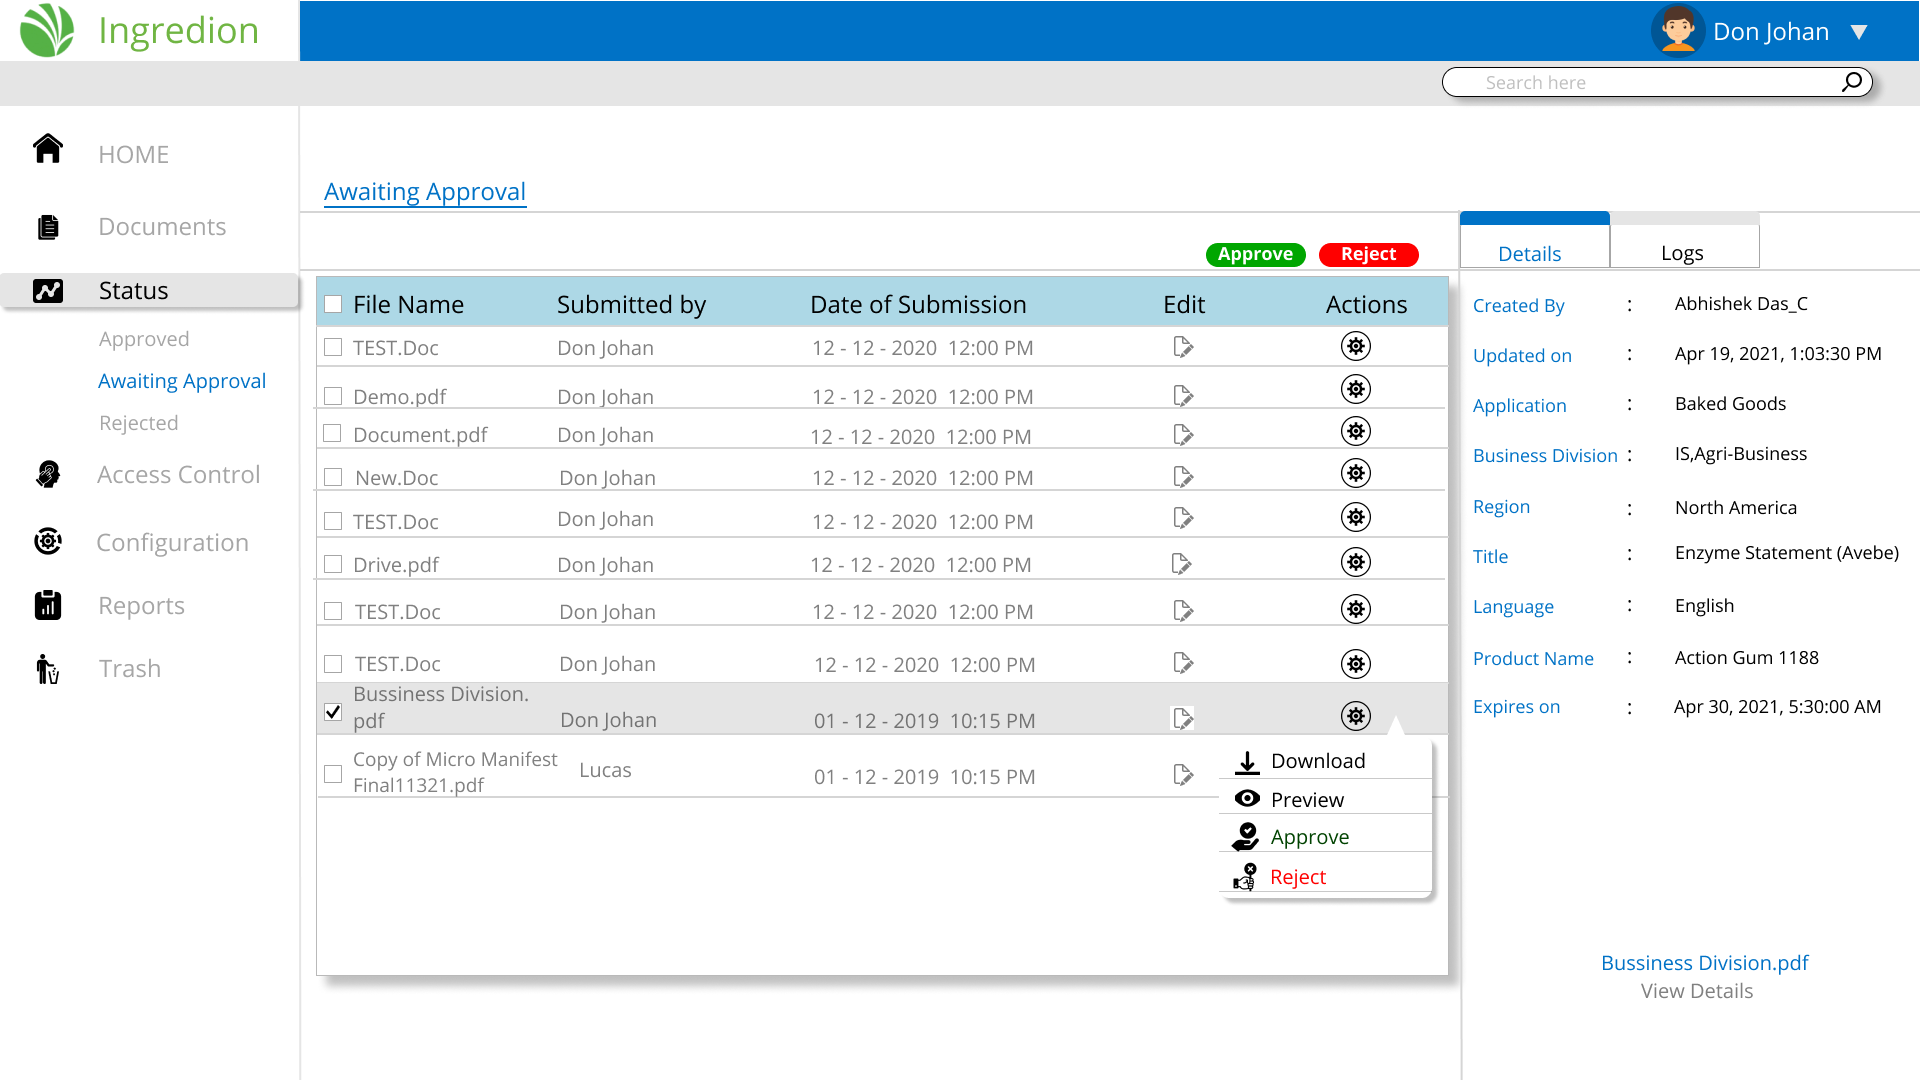 Ingredion
Don Johan
Search here
HOME
Documents
Status
Approved
Awaiting Approval
Rejected
Access Control
Configuration
Reports
Trash
Awaiting Approval
Approve Reject
File Name Submitted by Date of Submission Edit Actions
TEST.Doc Don Johan 12 - 12 - 2020 12:00 PM
Demo.pdf Don Johan 12 - 12 - 2020 12:00 PM
Document.pdf Don Johan 12 - 12 - 2020 12:00 PM
New.Doc Don Johan 12 - 12 - 2020 12:00 PM
TEST.Doc Don Johan 12 - 12 - 2020 12:00 PM
Drive.pdf Don Johan 12 - 12 - 2020 12:00 PM
TEST.Doc Don Johan 12 - 12 - 2020 12:00 PM
TEST.Doc Don Johan 12 - 12 - 2020 12:00 PM
Bussiness Division.
pdf Don Johan 01 - 12 - 2019 10:15 PM
Copy of Micro Manifest
Final11321.pdf Lucas 01 - 12 - 2019 10:15 PM
Download
Preview
Approve
Reject
Details Logs
Created By : Abhishek Das_C
Updated on : Apr 19, 2021, 1:03:30 PM
Application : Baked Goods
Business Division : IS,Agri-Business
Region : North America
Title : Enzyme Statement (Avebe)
Language : English
Product Name : Action Gum 1188
Expires on : Apr 30, 2021, 5:30:00 AM
Bussiness Division.pdf
View Details